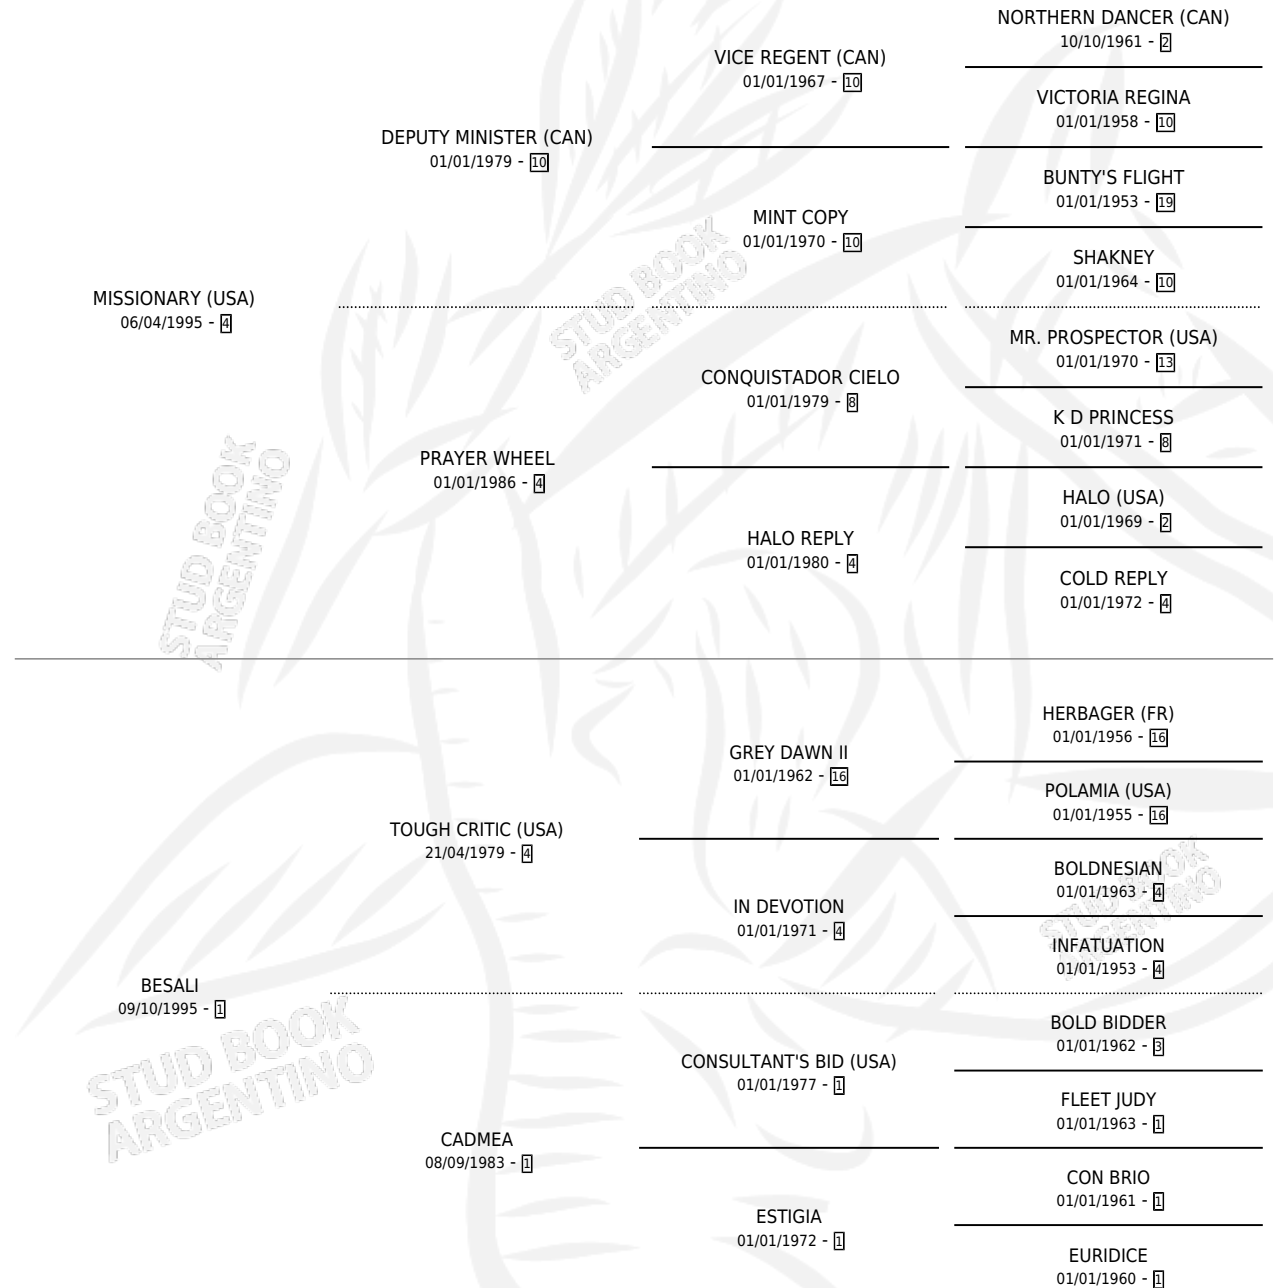 NORTHERN DANCER (CAN)
10/10/1961 - 2
VICE REGENT (CAN)
01/01/1967 - 10
VICTORIA REGINA
01/01/1958 - 10
DEPUTY MINISTER (CAN)
01/01/1979 - 10
BUNTY'S FLIGHT
01/01/1953 - 19
MINT COPY
01/01/1970 - 10
SHAKNEY
01/01/1964 - 10
MISSIONARY (USA)
06/04/1995 - 4
STUD BOOK
ARGENTINO
MR. PROSPECTOR (USA)
01/01/1970 - 13
CONQUISTADOR CIELO
01/01/1979 - 8
K D PRINCESS
01/01/1971 - 8
PRAYER WHEEL
01/01/1986 - 4
HALO (USA)
01/01/1969 - 2
HALO REPLY
01/01/1980 - 4
COLD REPLY
01/01/1972 - 4
STUD BOOK
ARGENTINO
HERBAGER (FR)
01/01/1956 - 16
GREY DAWN II
01/01/1962 - 16
POLAMIA (USA)
01/01/1955 - 16
TOUGH CRITIC (USA)
21/04/1979 - 4
BOLDNESIAN
01/01/1963 - 4
IN DEVOTION
01/01/1971 - 4
INFATUATION
01/01/1953 - 4
STUD BOOK
ARGENTINO
BESALI
09/10/1995 - 1
BOLD BIDDER
01/01/1962 - 3
CONSULTANT'S BID (USA)
01/01/1977 - 1
FLEET JUDY
01/01/1963 - 1
CADMEA
08/09/1983 - 1
CON BRIO
01/01/1961 - 1
ESTIGIA
01/01/1972 - 1
EURIDICE
01/01/1960 - 1
STUD BOOK
ARGENTINO